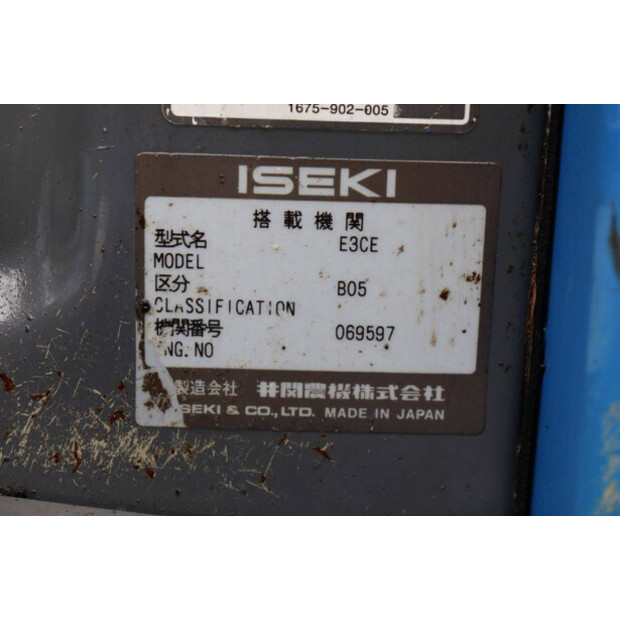 1675-902-005
ISEKI
搭載機関
型式名 E3CE
MODEL
区分 B05
CLASSIFICATION
機関番号 069597
NG. NO
製造会社 井関農機株式会社
SEKI & CO., LTD. MADE IN JAPAN